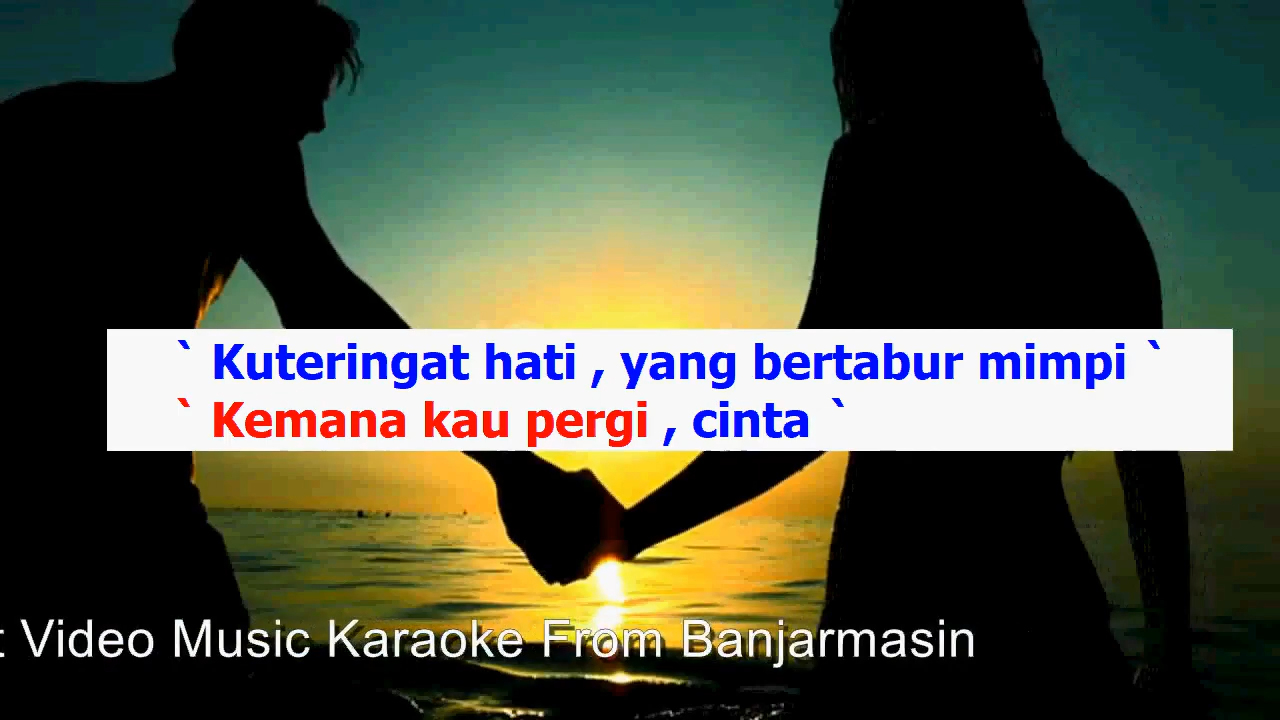 ` Kuteringat hati , yang bertabur mimpi `
` Kemana kau pergi , cinta `
: Video Music Karaoke From Banjarmasin